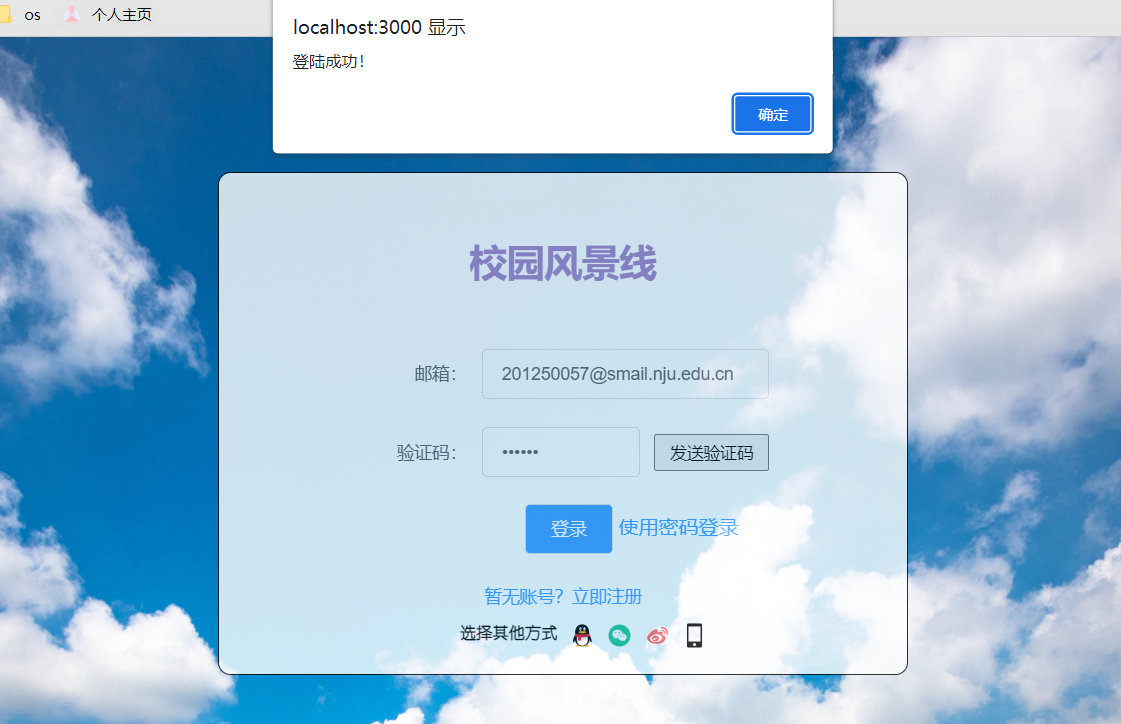 os 个人主页
localhost:3000 显示
登陆成功！
确定
校园风景线
邮箱： 201250057@smail.nju.edu.cn
验证码： •••••• 发送验证码
登录 使用密码登录
暂无账号？立即注册
选择其他方式